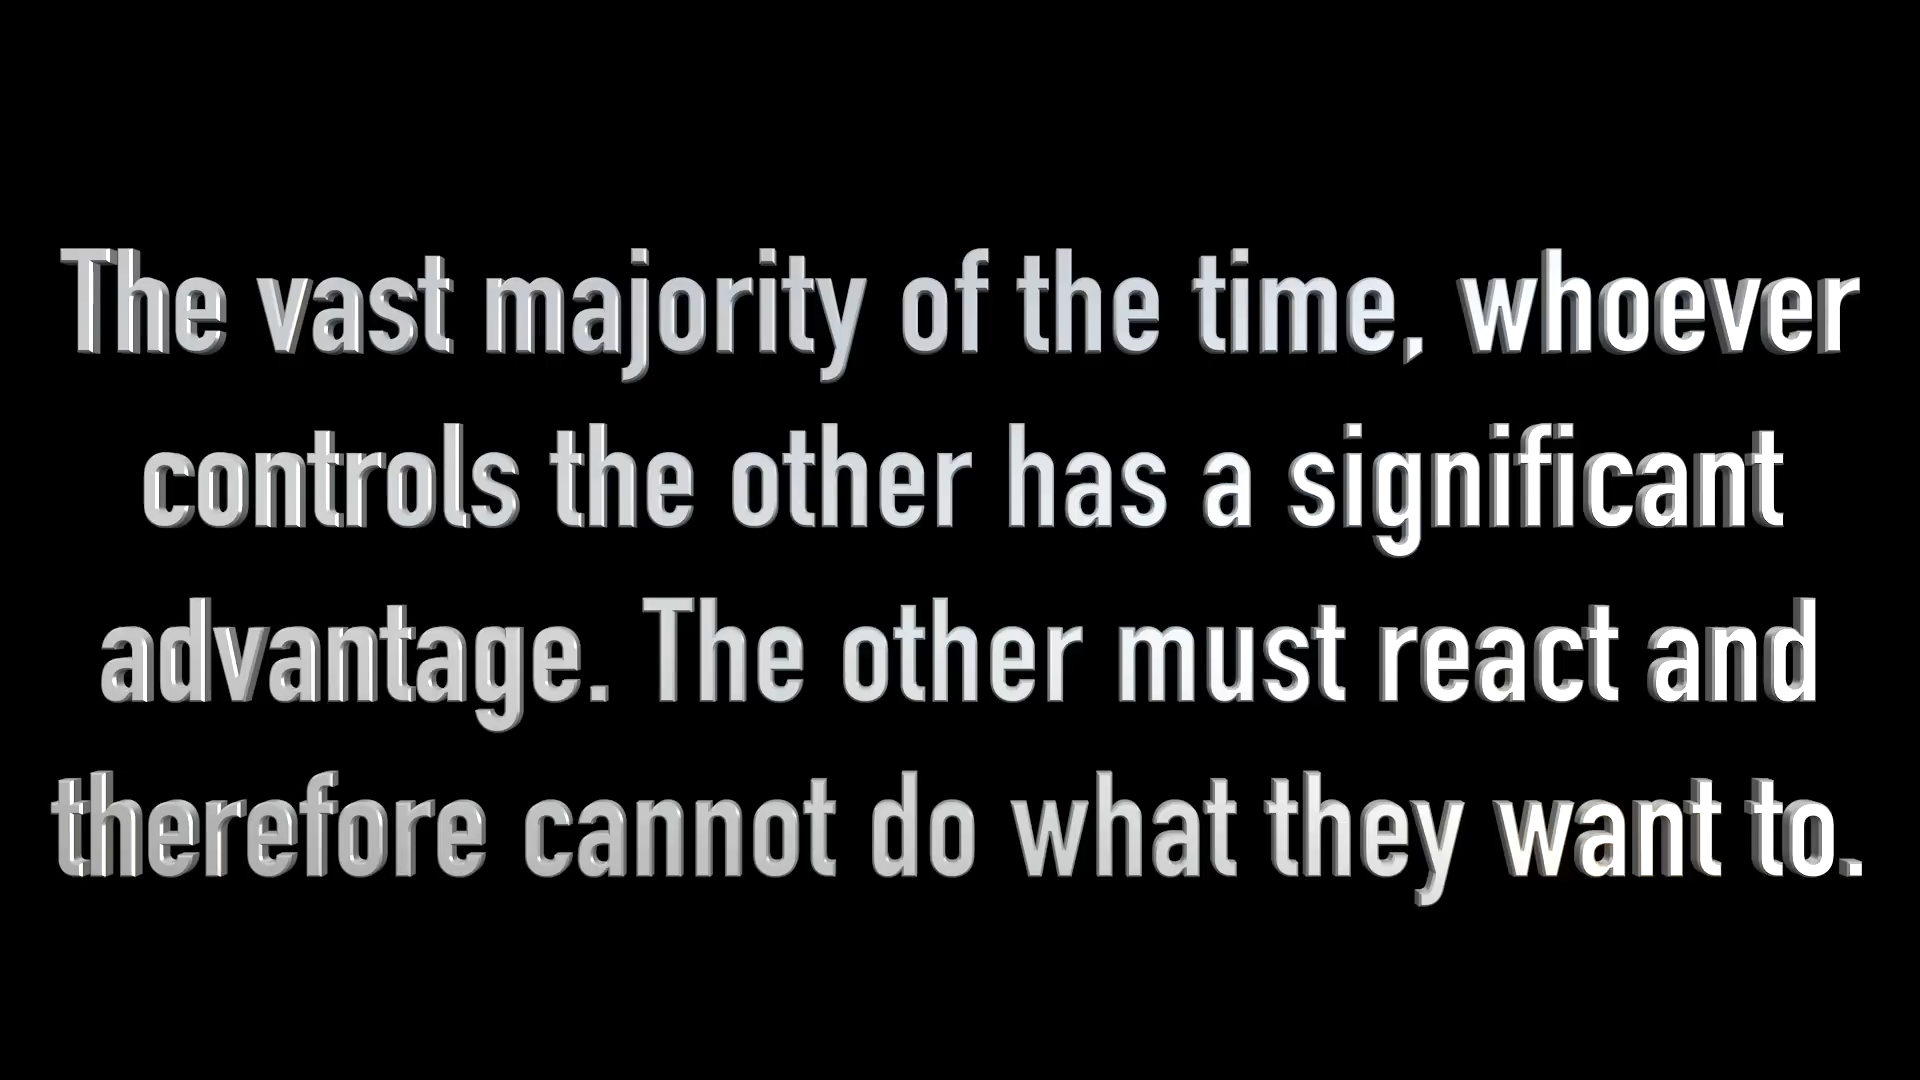 The vast majority of the time, whoever
controls the other has a significant
advantage. The other must react and
therefore cannot do what they want to.